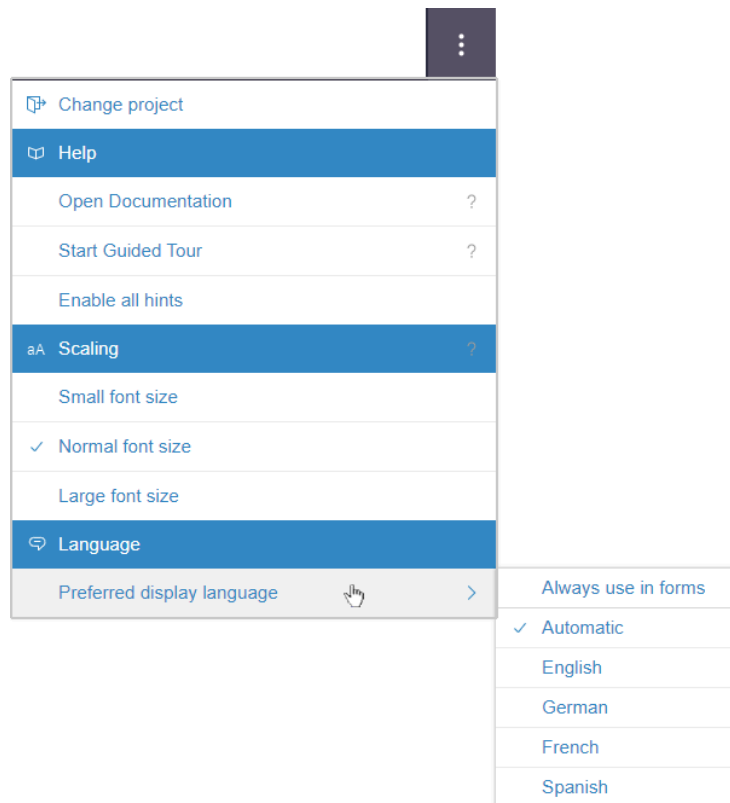 Change project
Help
Open Documentation ?
Start Guided Tour ?
Enable all hints
aA Scaling ?
Small font size
Normal font size
Large font size
Language
Preferred display language
Always use in forms
Automatic
English
German
French
Spanish